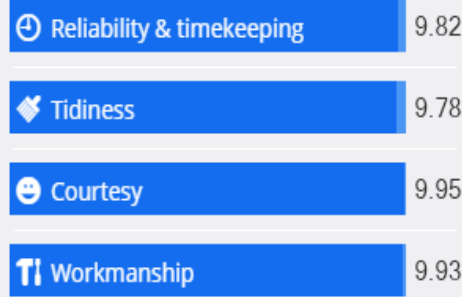 Reliability & timekeeping 9.82
Tidiness 9.78
Courtesy 9.95
Workmanship 9.93